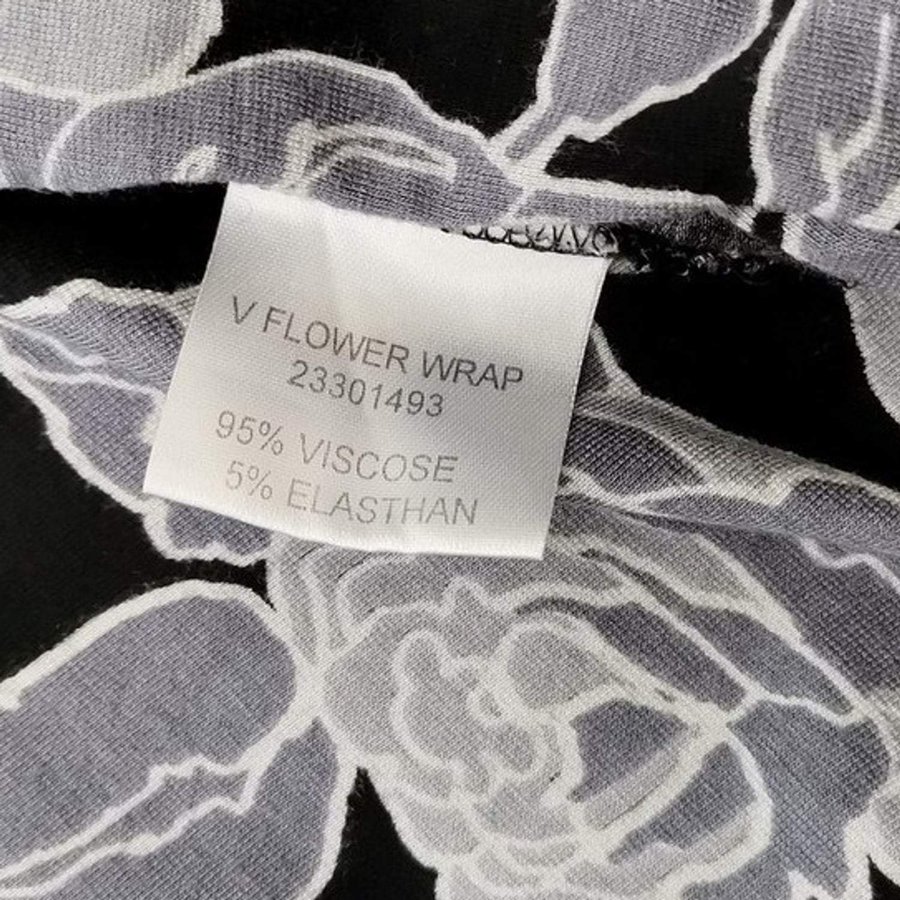 V FLOWER WRAP
23301493
95% VISCOSE
5% ELASTHAN